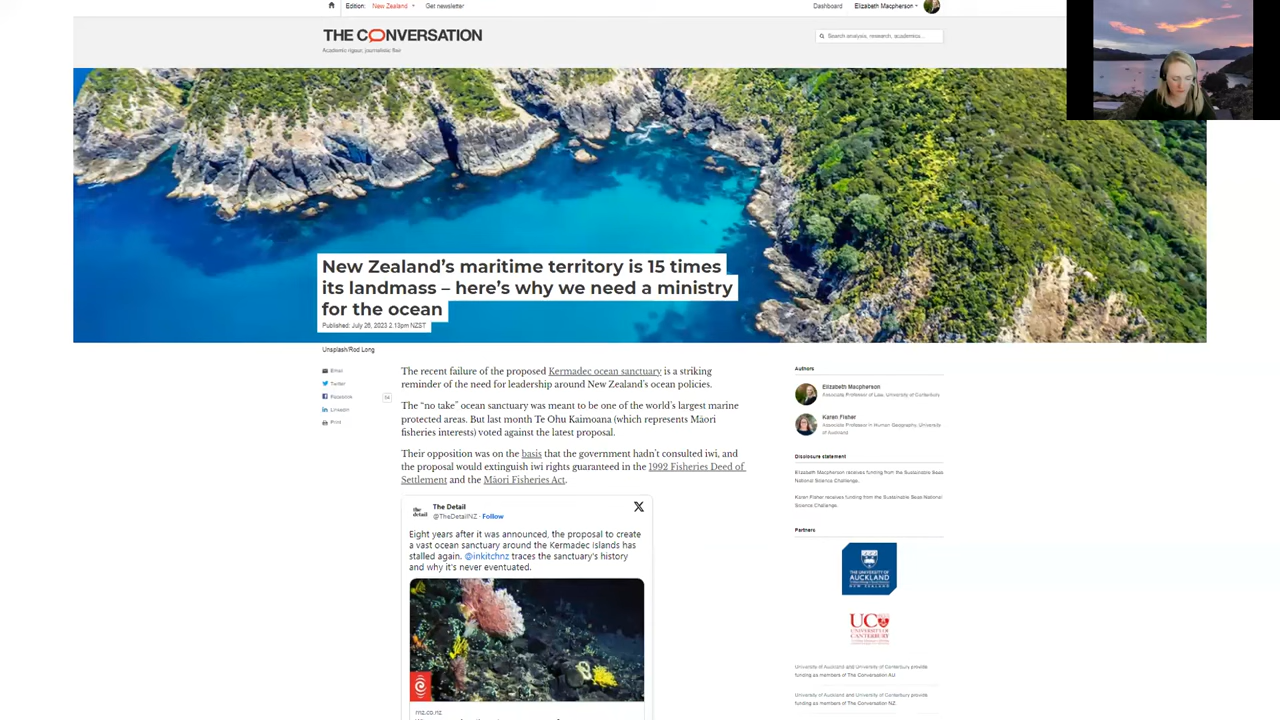 Edition: New Zealand Get newsletter Dashboard Elizabeth Macpherson
THE CONVERSATION
Academic rigour, journalistic flair
Search analysis, research, academics…
New Zealand's maritime territory is 15 times
its landmass – here's why we need a ministry
for the ocean
Published: July 26, 2023 2.13pm NZST
Unsplash/Rod Long
Email
Twitter
Facebook 54
LinkedIn
Print
The recent failure of the proposed Kermadec ocean sanctuary is a striking
reminder of the need for leadership around New Zealand's ocean policies.
The “no take” ocean sanctuary was meant to be one of the world's largest marine
protected areas. But last month Te Ohu Kaimoana (which represents Māori
fisheries interests) voted against the latest proposal.
Their opposition was on the basis that the government hadn't consulted iwi, and
the proposal would extinguish iwi rights guaranteed in the 1992 Fisheries Deed of
Settlement and the Māori Fisheries Act.
the detail
The Detail
@TheDetailNZ · Follow
X
Eight years after it was announced, the proposal to create
a vast ocean sanctuary around the Kermadec islands has
stalled again. @inkitchnz traces the sanctuary's history
and why it's never eventuated.
rnz.co.nz
Authors
Elizabeth Macpherson
Associate Professor of Law, University of Canterbury
Karen Fisher
Associate Professor in Human Geography, University
of Auckland
Disclosure statement
Elizabeth Macpherson receives funding from the Sustainable Seas
National Science Challenge.
Karen Fisher receives funding from the Sustainable Seas National
Science Challenge.
Partners
THE UNIVERSITY OF
AUCKLAND
NEW ZEALAND
UC
UNIVERSITY OF
CANTERBURY
University of Auckland and University of Canterbury provide
funding as members of The Conversation AU.
University of Auckland and University of Canterbury provide
funding as members of The Conversation NZ.